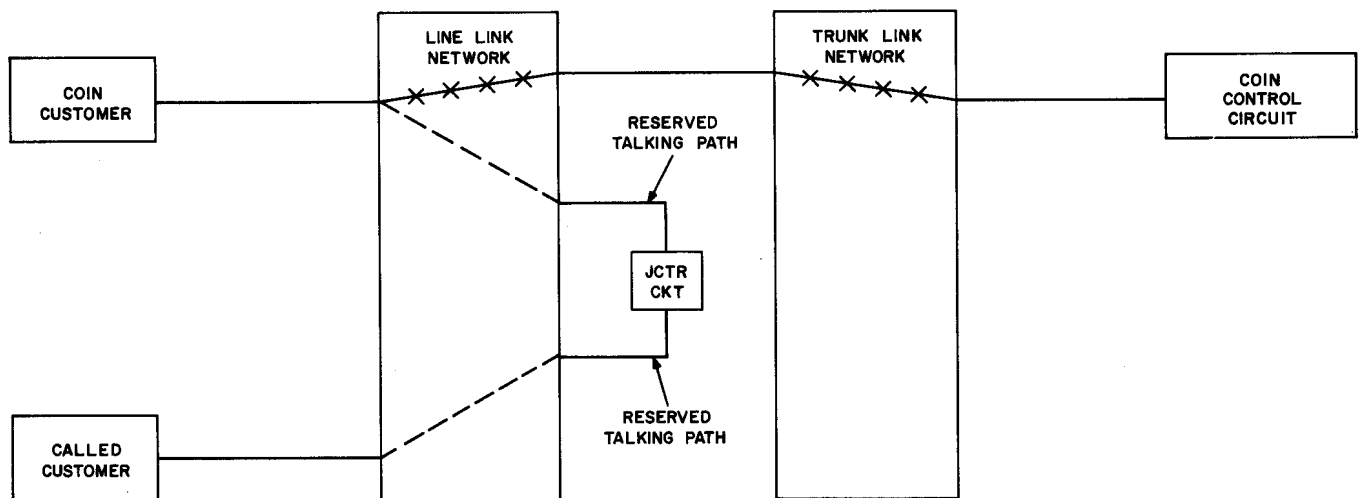 LINE LINK
NETWORK
TRUNK LINK
NETWORK
COIN
CUSTOMER
COIN
CONTROL
CIRCUIT
RESERVED
TALKING PATH
JCTR
CKT
RESERVED
TALKING PATH
CALLED
CUSTOMER